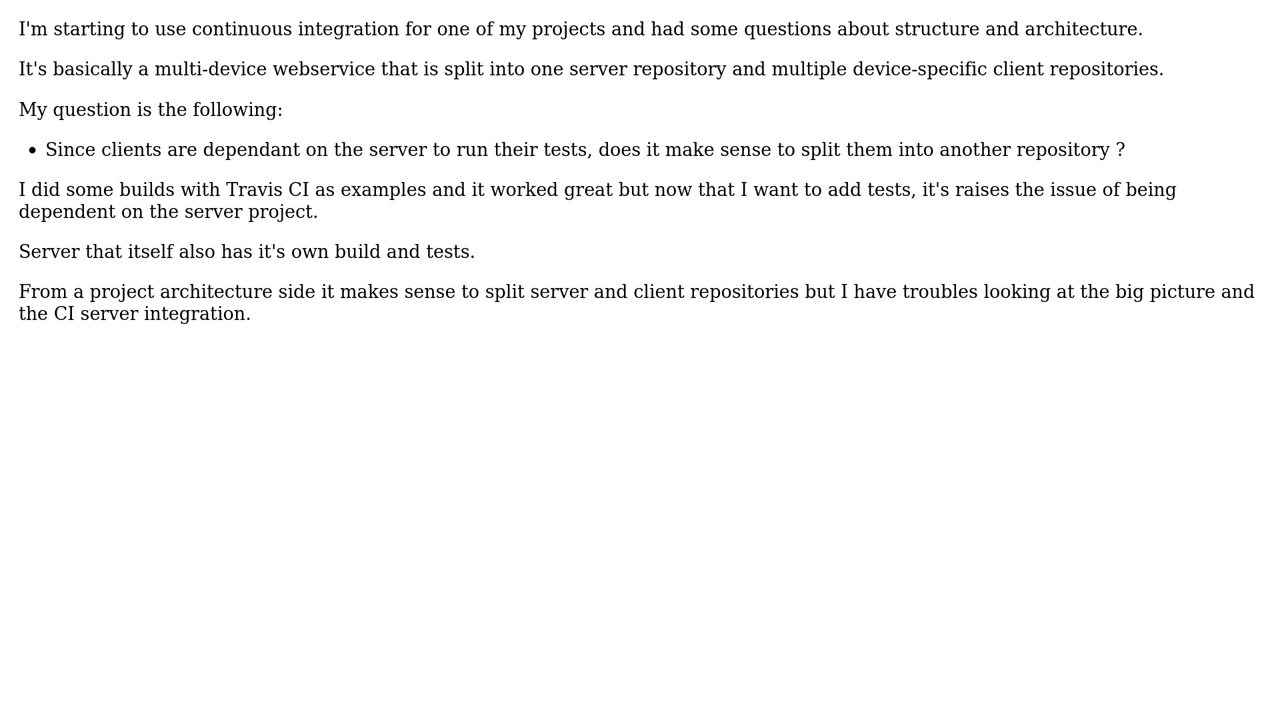 I'm starting to use continuous integration for one of my projects and had some questions about structure and architecture.
It's basically a multi-device webservice that is split into one server repository and multiple device-specific client repositories.
My question is the following:
• Since clients are dependant on the server to run their tests, does it make sense to split them into another repository ?
I did some builds with Travis CI as examples and it worked great but now that I want to add tests, it's raises the issue of being
dependent on the server project.
Server that itself also has it's own build and tests.
From a project architecture side it makes sense to split server and client repositories but I have troubles looking at the big picture and
the CI server integration.